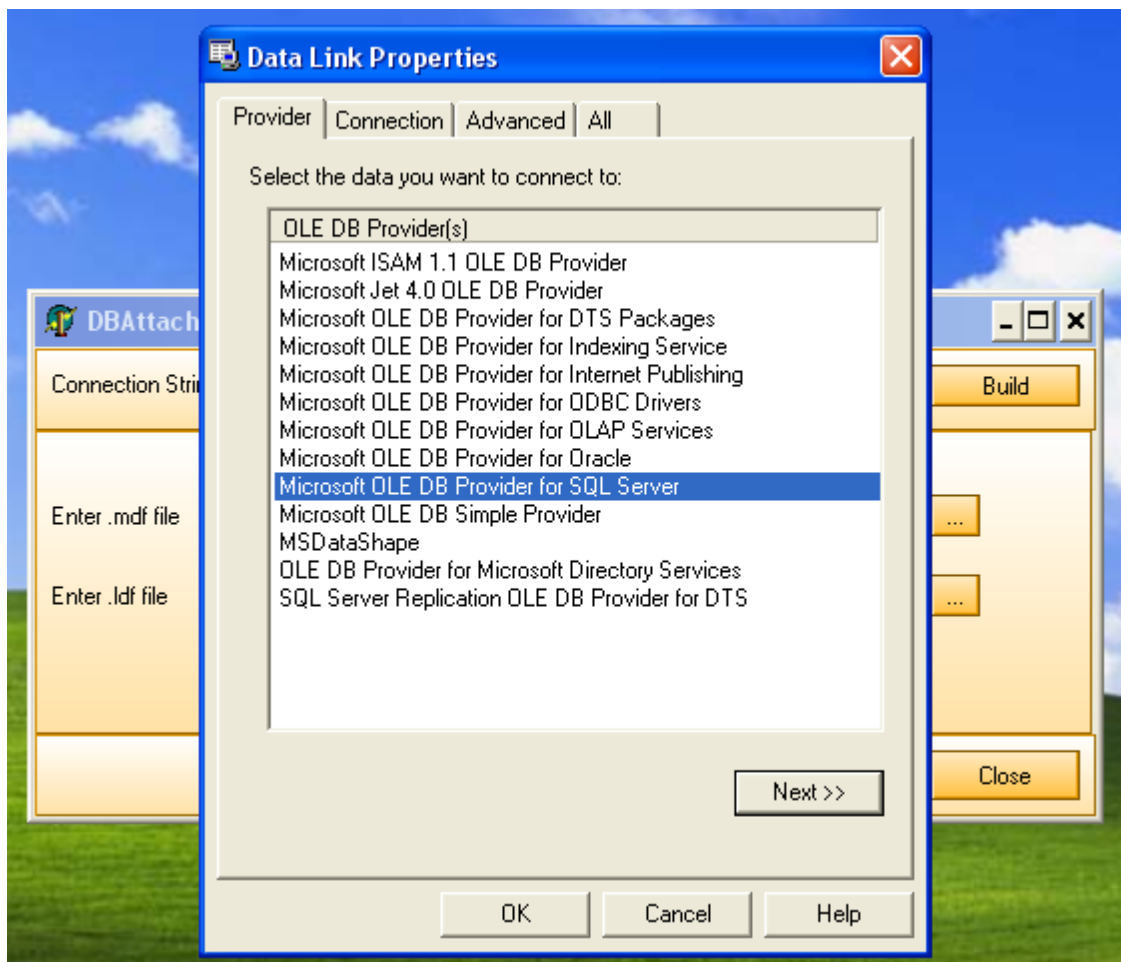 Data Link Properties
Provider Connection Advanced All
Select the data you want to connect to:
OLE DB Provider(s)
Microsoft ISAM 1.1 OLE DB Provider
Microsoft Jet 4.0 OLE DB Provider
Microsoft OLE DB Provider for DTS Packages
Microsoft OLE DB Provider for Indexing Service
Microsoft OLE DB Provider for Internet Publishing
Microsoft OLE DB Provider for ODBC Drivers
Microsoft OLE DB Provider for OLAP Services
Microsoft OLE DB Provider for Oracle
Microsoft OLE DB Provider for SQL Server
Microsoft OLE DB Simple Provider
MSDataShape
OLE DB Provider for Microsoft Directory Services
SQL Server Replication OLE DB Provider for DTS
Next >>
OK Cancel Help
DBAttach
Connection Stri
Build
Enter .mdf file
...
Enter .ldf file
...
Close